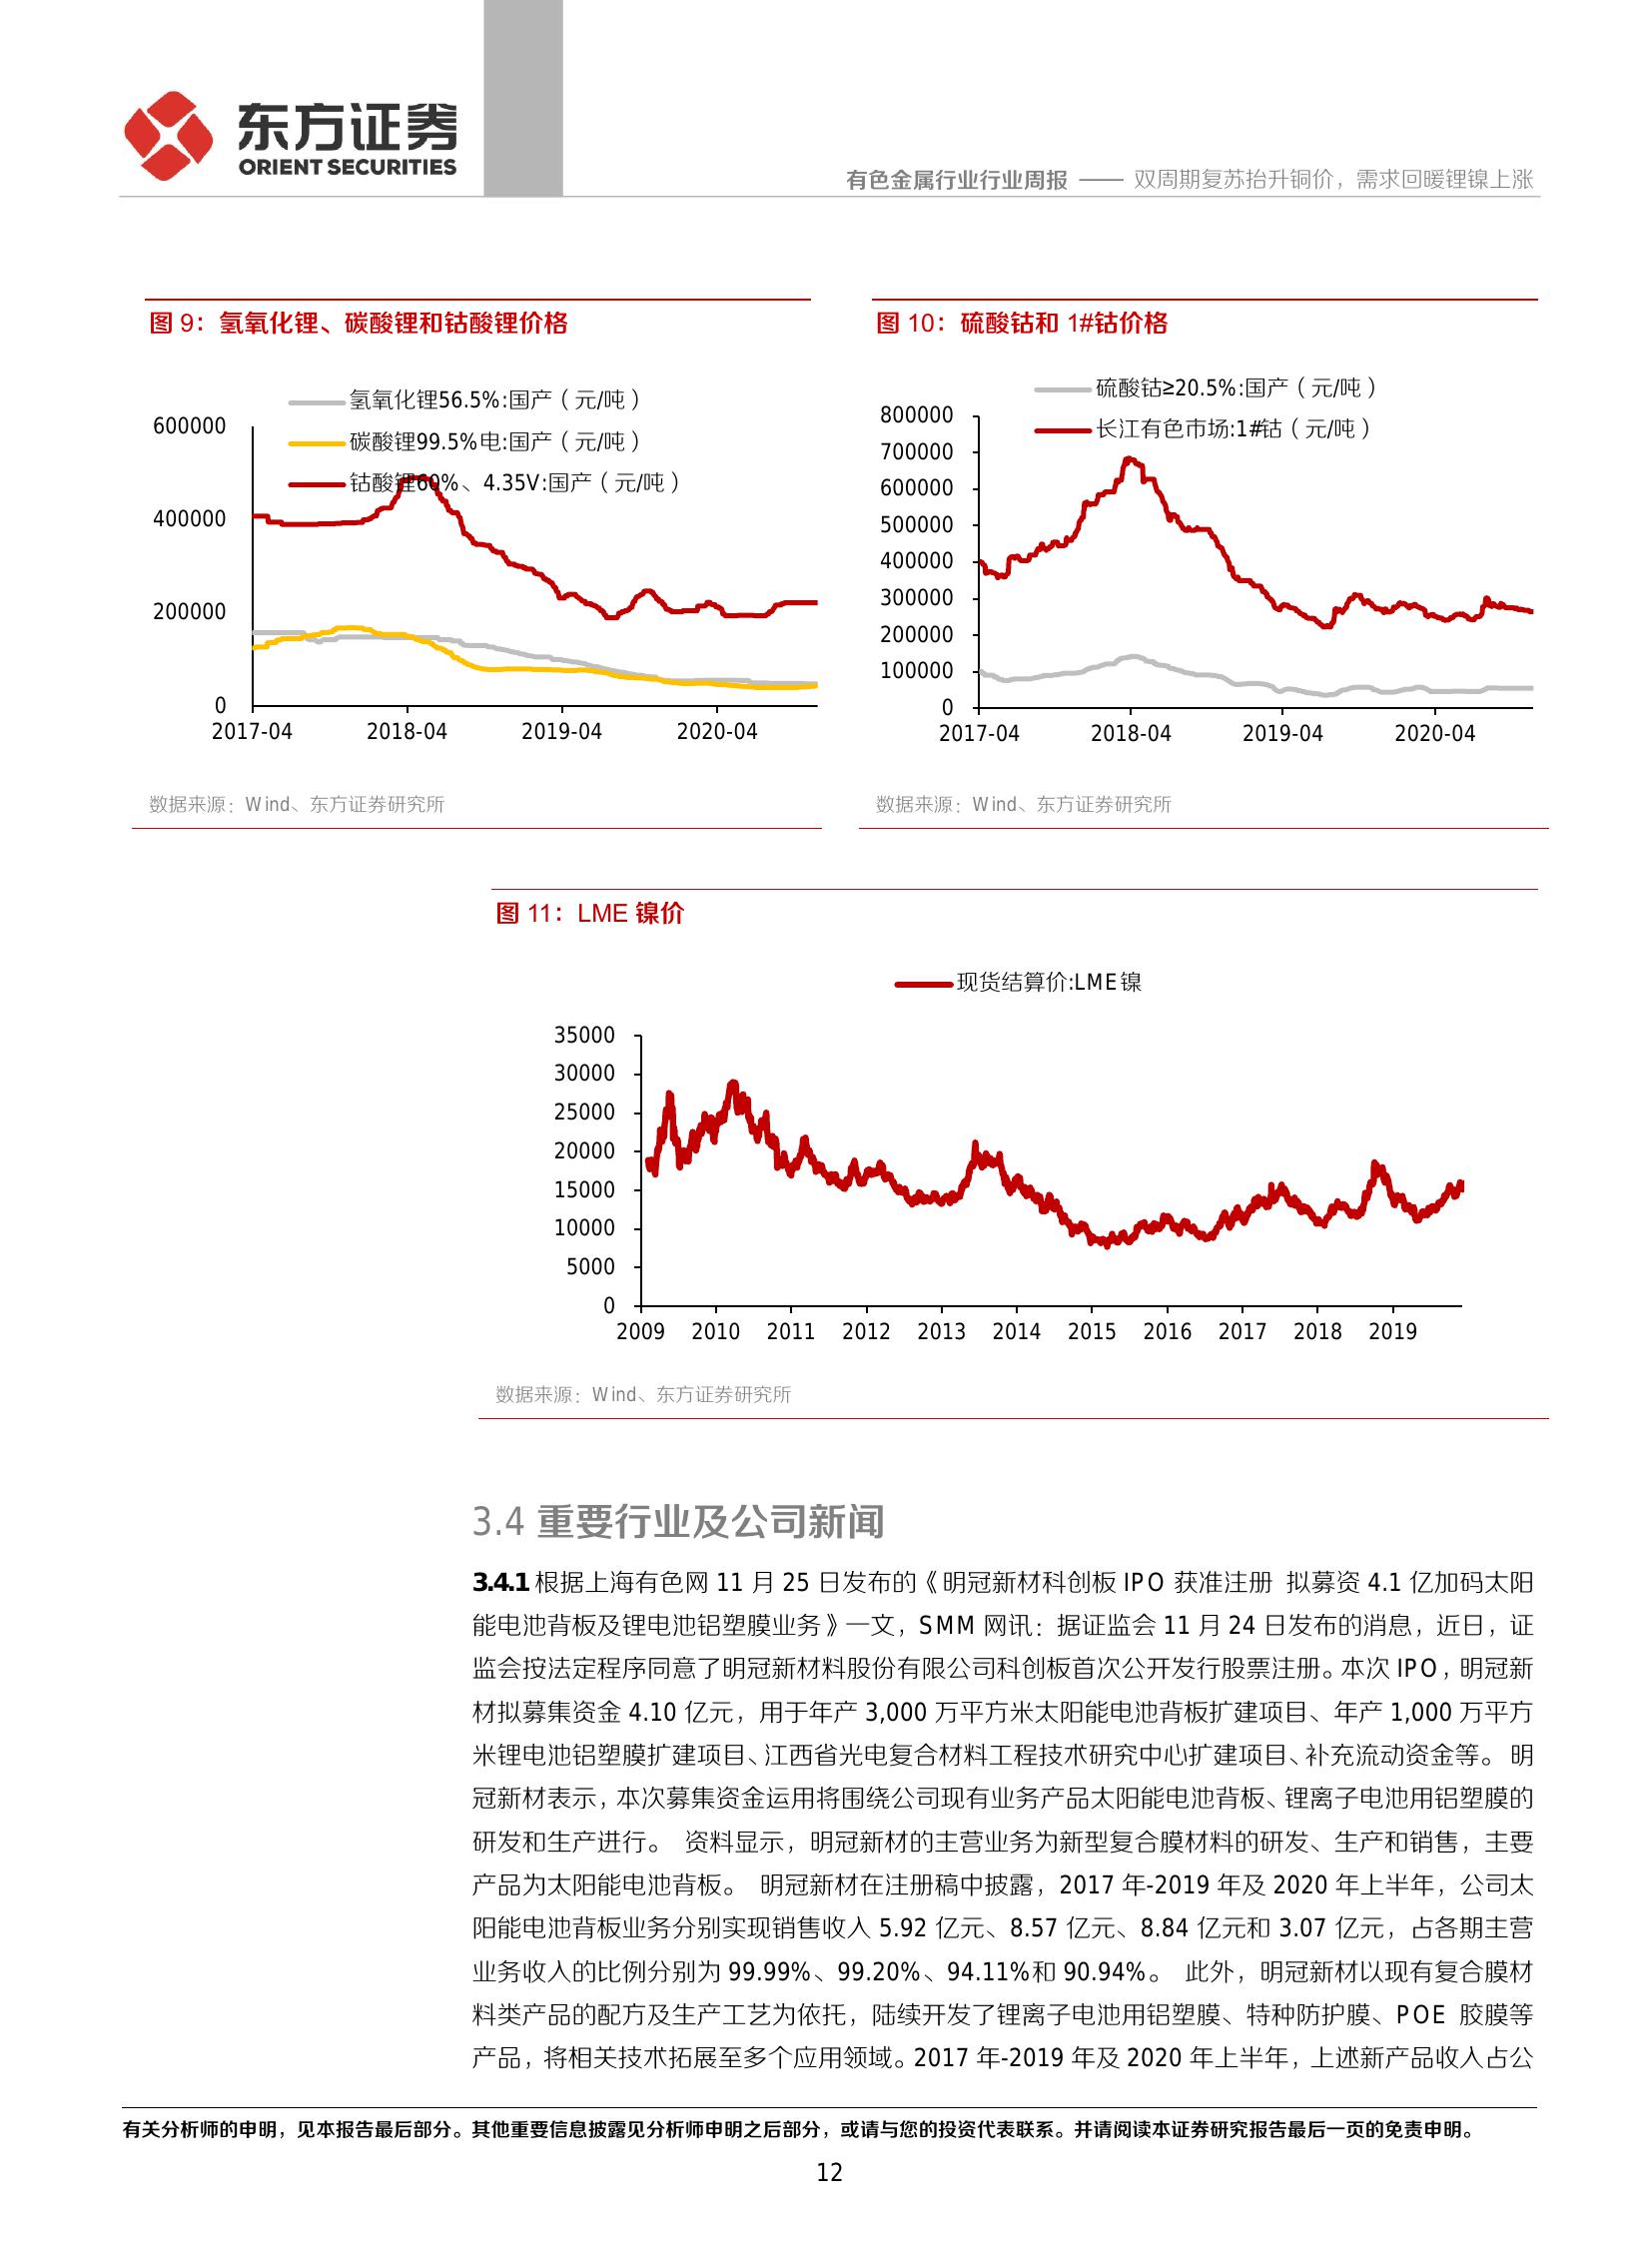 东方证券
ORIENT SECURITIES
有色金属行业行业周报 —— 双周期复苏抬升铜价，需求回暖锂镍上涨
图 9：氢氧化锂、碳酸锂和钴酸锂价格
氢氧化锂56.5%:国产（元/吨）
碳酸锂99.5%电:国产（元/吨）
钴酸锂60%、4.35V:国产（元/吨）
600000
400000
200000
0
2017-04 2018-04 2019-04 2020-04
数据来源：Wind、东方证券研究所
图 10：硫酸钴和 1#钴价格
硫酸钴≥20.5%:国产（元/吨）
长江有色市场:1#钴（元/吨）
800000
700000
600000
500000
400000
300000
200000
100000
0
2017-04 2018-04 2019-04 2020-04
数据来源：Wind、东方证券研究所
图 11：LME 镍价
现货结算价:LME镍
35000
30000
25000
20000
15000
10000
5000
0
2009 2010 2011 2012 2013 2014 2015 2016 2017 2018 2019
数据来源：Wind、东方证券研究所
3.4 重要行业及公司新闻
3.4.1 根据上海有色网 11 月 25 日发布的《明冠新材科创板 IPO 获准注册 拟募资 4.1 亿加码太阳
能电池背板及锂电池铝塑膜业务》一文，SMM 网讯：据证监会 11 月 24 日发布的消息，近日，证
监会按法定程序同意了明冠新材料股份有限公司科创板首次公开发行股票注册。本次 IPO，明冠新
材拟募集资金 4.10 亿元，用于年产 3,000 万平方米太阳能电池背板扩建项目、年产 1,000 万平方
米锂电池铝塑膜扩建项目、江西省光电复合材料工程技术研究中心扩建项目、补充流动资金等。 明
冠新材表示，本次募集资金运用将围绕公司现有业务产品太阳能电池背板、锂离子电池用铝塑膜的
研发和生产进行。 资料显示，明冠新材的主营业务为新型复合膜材料的研发、生产和销售，主要
产品为太阳能电池背板。 明冠新材在注册稿中披露，2017 年-2019 年及 2020 年上半年，公司太
阳能电池背板业务分别实现销售收入 5.92 亿元、8.57 亿元、8.84 亿元和 3.07 亿元，占各期主营
业务收入的比例分别为 99.99%、99.20%、94.11%和 90.94%。 此外，明冠新材以现有复合膜材
料类产品的配方及生产工艺为依托，陆续开发了锂离子电池用铝塑膜、特种防护膜、POE 胶膜等
产品，将相关技术拓展至多个应用领域。2017 年-2019 年及 2020 年上半年，上述新产品收入占公
有关分析师的申明，见本报告最后部分。其他重要信息披露见分析师申明之后部分，或请与您的投资代表联系。并请阅读本证券研究报告最后一页的免责申明。
12